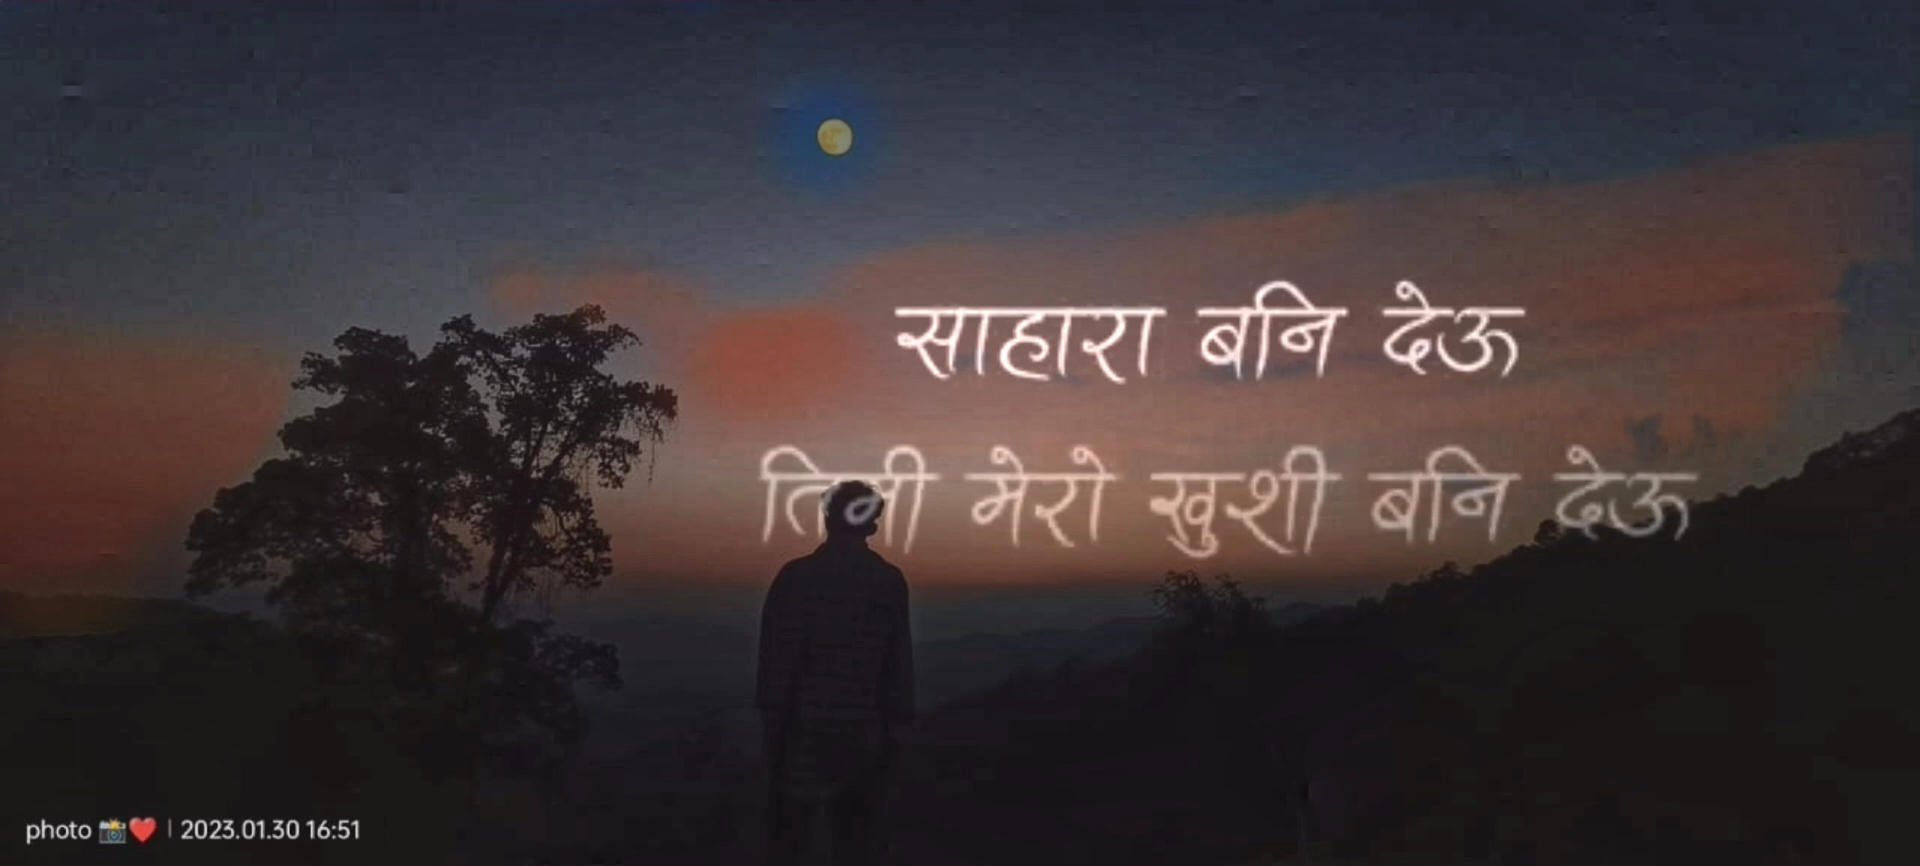 साहारा बनि देऊ
तिमी मेरो खुशी बनि देऊ
photo 📸❤️ | 2023.01.30 16:51